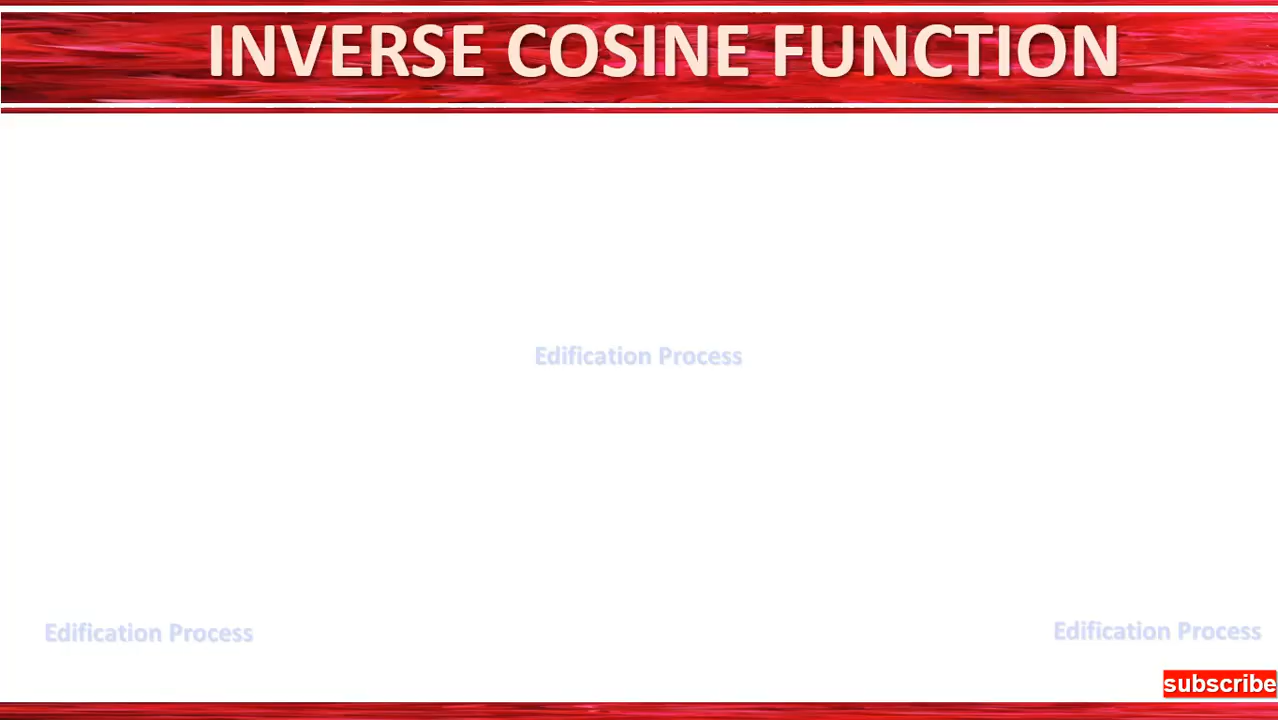 INVERSE COSINE FUNCTION
Edification Process
Edification Process
Edification Process
subscribe